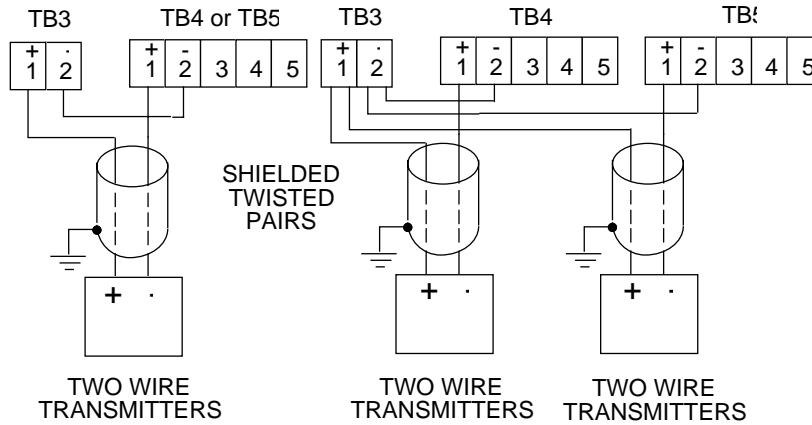 TB3 TB4 or TB5 TB3 TB4 TB5
+ · + - + · + - + -
1 2 1 2 3 4 5 1 2 1 2 3 4 5 1 2 3 4 5
SHIELDED
TWISTED
PAIRS
+ · + · + ·
TWO WIRE
TRANSMITTERS
TWO WIRE
TRANSMITTERS
TWO WIRE
TRANSMITTERS